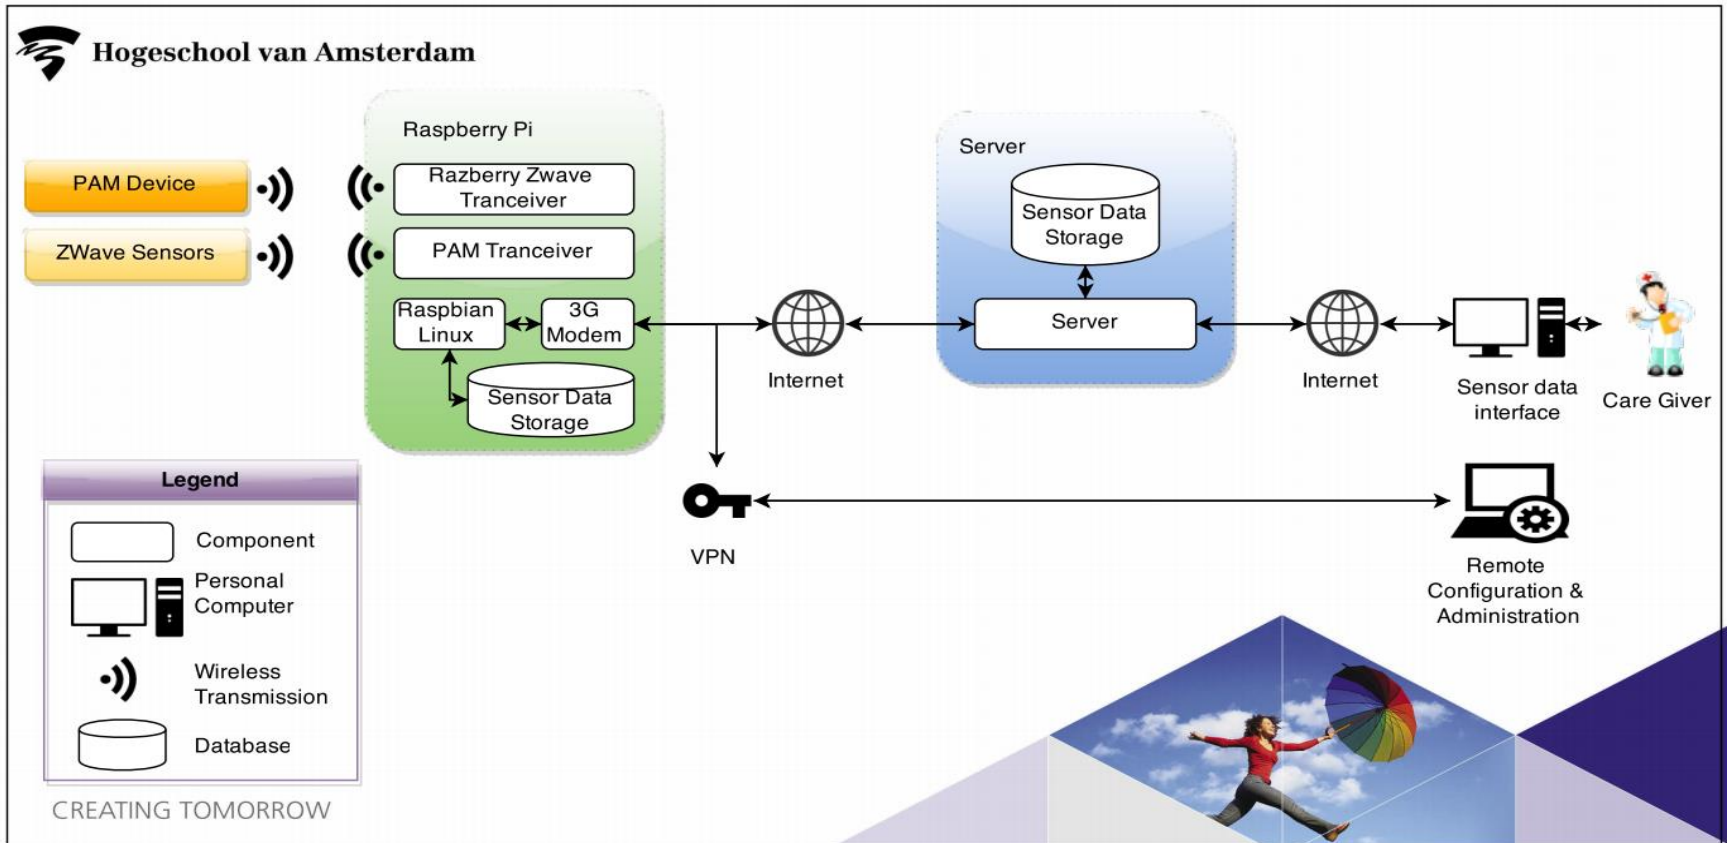 Hogeschool van Amsterdam
PAM Device
ZWave Sensors
Raspberry Pi
Razberry Zwave
Tranceiver
PAM Tranceiver
Raspbian
Linux
3G
Modem
Sensor Data
Storage
Internet
VPN
Server
Sensor Data
Storage
Server
Internet
Sensor data
interface
Care Giver
Remote
Configuration &
Administration
Legend
Component
Personal
Computer
Wireless
Transmission
Database
CREATING TOMORROW